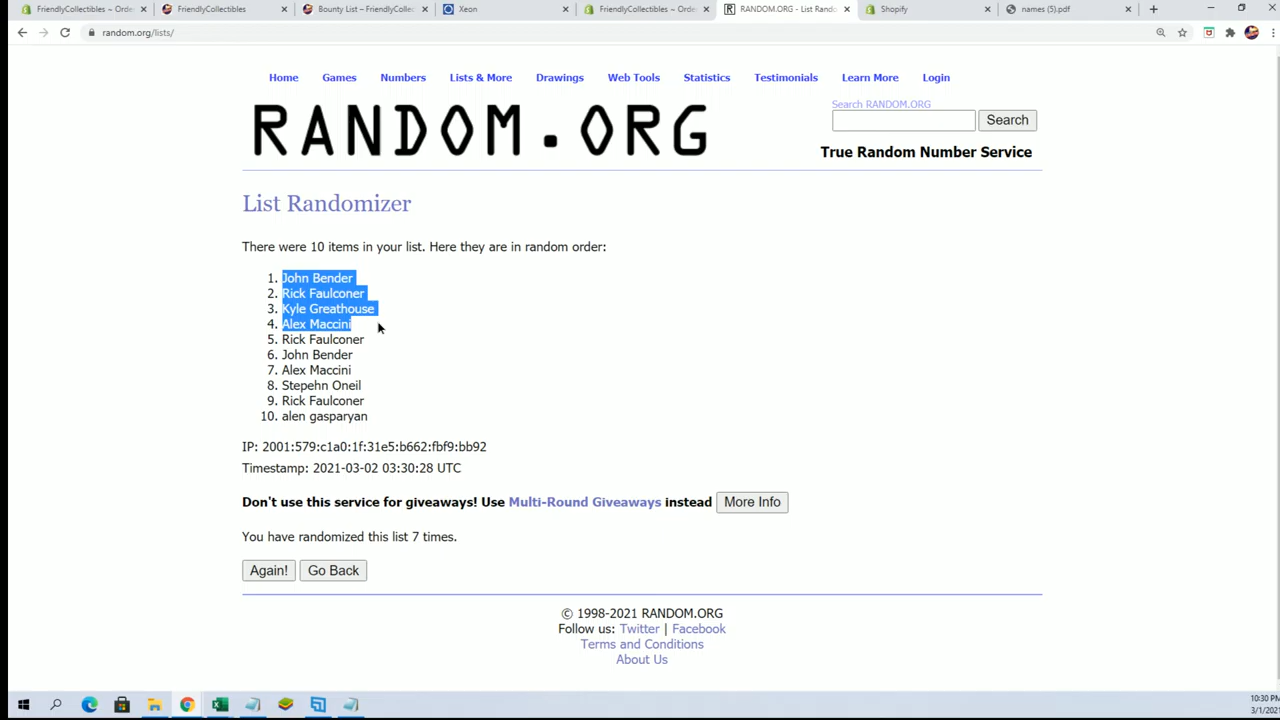 FriendlyCollectibles ~ Orde
FriendlyCollectibles
Bounty List – FriendlyCollec
Xeon
FriendlyCollectibles ~ Orde
RANDOM.ORG - List Rando
Shopify
names (5).pdf
random.org/lists/
Home Games Numbers Lists & More Drawings Web Tools Statistics Testimonials Learn More Login
RANDOM.ORG
Search RANDOM.ORG
Search
True Random Number Service
List Randomizer
There were 10 items in your list. Here they are in random order:
1. John Bender
2. Rick Faulconer
3. Kyle Greathouse
4. Alex Maccini
5. Rick Faulconer
6. John Bender
7. Alex Maccini
8. Stepehn Oneil
9. Rick Faulconer
10. alen gasparyan
IP: 2001:579:c1a0:1f:31e5:b662:fbf9:bb92
Timestamp: 2021-03-02 03:30:28 UTC
Don't use this service for giveaways! Use Multi-Round Giveaways instead More Info
You have randomized this list 7 times.
Again! Go Back
© 1998-2021 RANDOM.ORG
Follow us: Twitter | Facebook
Terms and Conditions
About Us
10:30 PM
3/1/2021